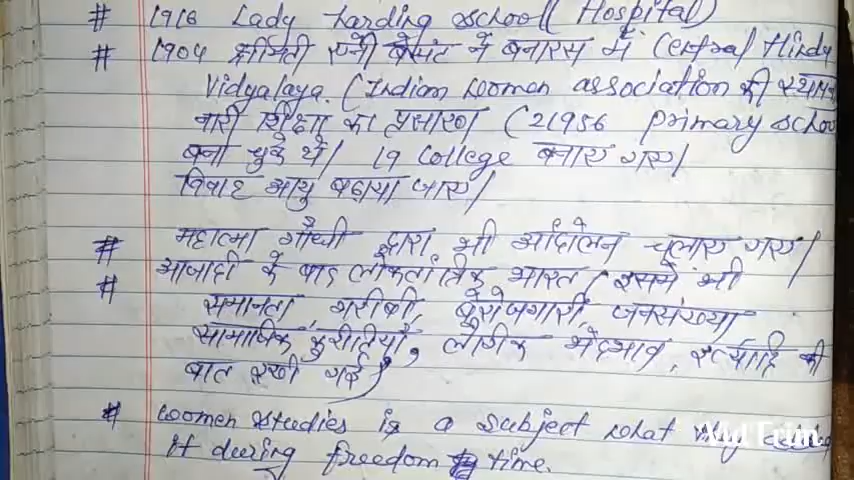 # 1916 Lady harding school (Hospital)
# 1904 श्रीमती एनी बेसेंट ने बनारस में Central Hindu
Vidyalaya. (Indian women association की स्थापना
नारी शिक्षा का प्रसारण (21956 primary school
बना चुके थे/ 19 College बनाए गए/
विवाह आयु बढाया जाए/
# महात्मा गाँधी द्वारा भी आंदोलन चलाए गए/
# आजादी के बाद लोकतांत्रिक भारत / इसमें भी
समानता, गरीबी, बेरोजगारी, जनसंख्या
सामाजिक कुरीतियाँ, लैंगिक भेदभाव, इत्यादि की
बात रखी गई
# women studies is a subject what
it during freedom time.